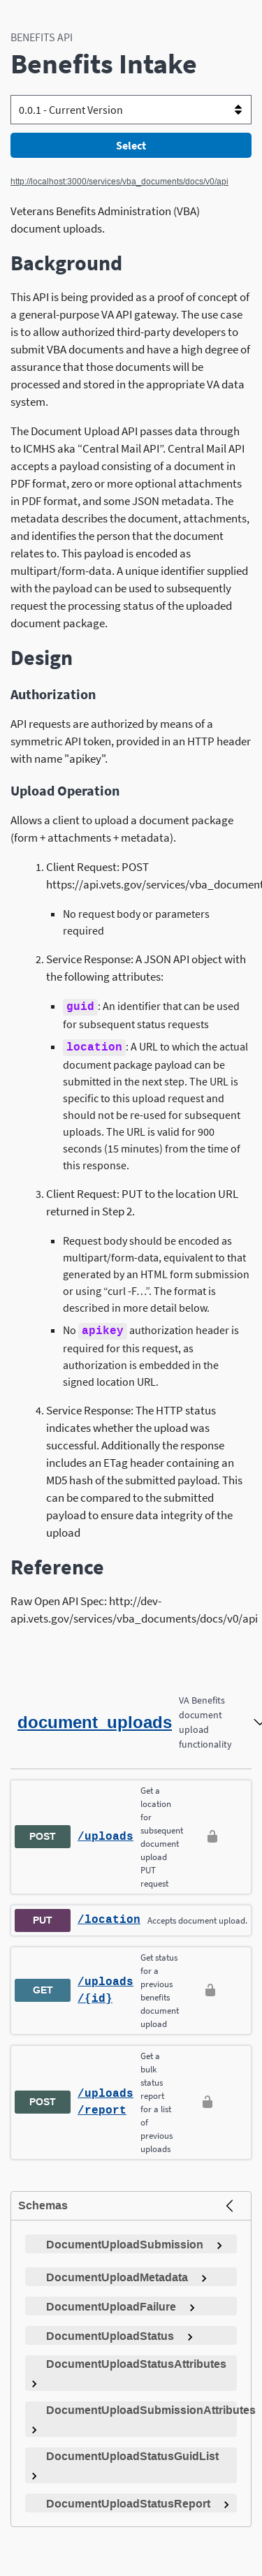 BENEFITS API
Benefits Intake
0.0.1 - Current Version
Select
http://localhost:3000/services/vba_documents/docs/v0/api
Veterans Benefits Administration (VBA)
document uploads.
Background
This API is being provided as a proof of concept of
a general-purpose VA API gateway. The use case
is to allow authorized third-party developers to
submit VBA documents and have a high degree of
assurance that those documents will be
processed and stored in the appropriate VA data
system.
The Document Upload API passes data through
to ICMHS aka “Central Mail API”. Central Mail API
accepts a payload consisting of a document in
PDF format, zero or more optional attachments
in PDF format, and some JSON metadata. The
metadata describes the document, attachments,
and identifies the person that the document
relates to. This payload is encoded as
multipart/form-data. A unique identifier supplied
with the payload can be used to subsequently
request the processing status of the uploaded
document package.
Design
Authorization
API requests are authorized by means of a
symmetric API token, provided in an HTTP header
with name "apikey".
Upload Operation
Allows a client to upload a document package
(form + attachments + metadata).
1. Client Request: POST
https://api.vets.gov/services/vba_document
▪ No request body or parameters
required
2. Service Response: A JSON API object with
the following attributes:
▪ guid: An identifier that can be used
for subsequent status requests
▪ location: A URL to which the actual
document package payload can be
submitted in the next step. The URL is
specific to this upload request and
should not be re-used for subsequent
uploads. The URL is valid for 900
seconds (15 minutes) from the time of
this response.
3. Client Request: PUT to the location URL
returned in Step 2.
▪ Request body should be encoded as
multipart/form-data, equivalent to that
generated by an HTML form submission
or using “curl -F…”. The format is
described in more detail below.
▪ No apikey authorization header is
required for this request, as
authorization is embedded in the
signed location URL.
4. Service Response: The HTTP status
indicates whether the upload was
successful. Additionally the response
includes an ETag header containing an
MD5 hash of the submitted payload. This
can be compared to the submitted
payload to ensure data integrity of the
upload
Reference
Raw Open API Spec: http://dev-
api.vets.gov/services/vba_documents/docs/v0/api
document_uploads
VA Benefits
document
upload
functionality
POST
/uploads
Get a
location
for
subsequent
document
upload
PUT
request
PUT
/location
Accepts document upload.
GET
/uploads
/{id}
Get status
for a
previous
benefits
document
upload
POST
/uploads
/report
Get a
bulk
status
report
for a list
of
previous
uploads
Schemas
DocumentUploadSubmission
DocumentUploadMetadata
DocumentUploadFailure
DocumentUploadStatus
DocumentUploadStatusAttributes
DocumentUploadSubmissionAttributes
DocumentUploadStatusGuidList
DocumentUploadStatusReport